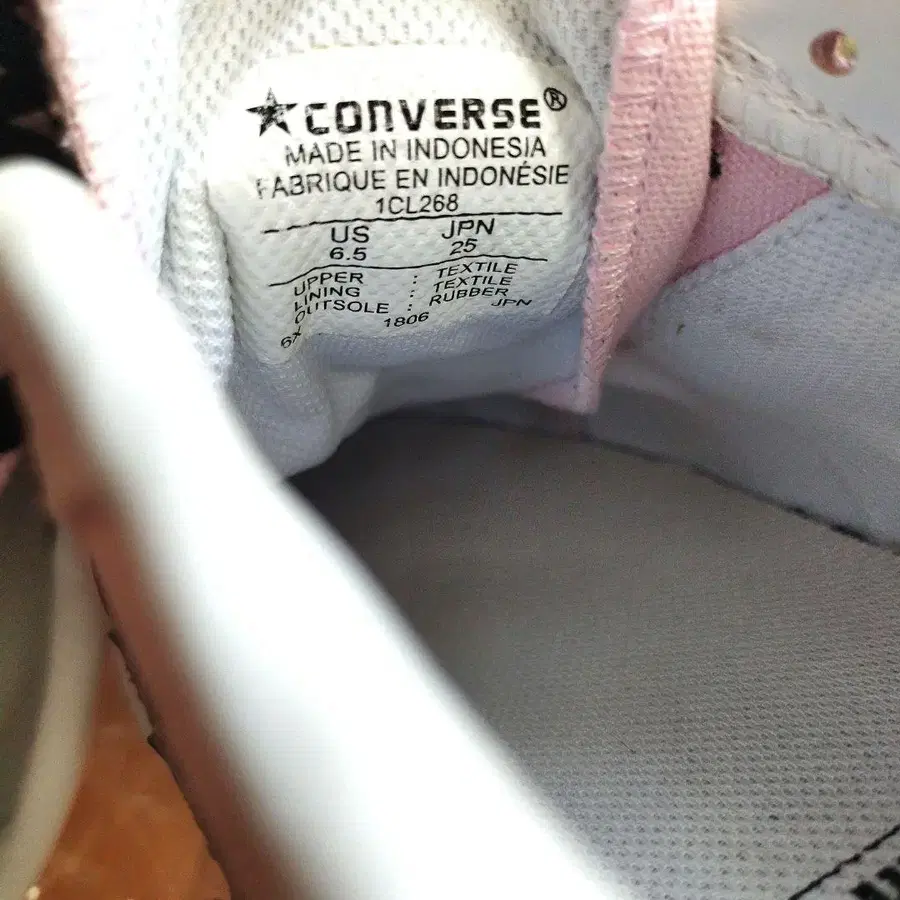 ★CONVERSE®
MADE IN INDONESIA
FABRIQUE EN INDONÉSIE
1CL268
US JPN
6.5 25
UPPER : TEXTILE
LINING : TEXTILE
OUTSOLE : RUBBER
1806 JPN